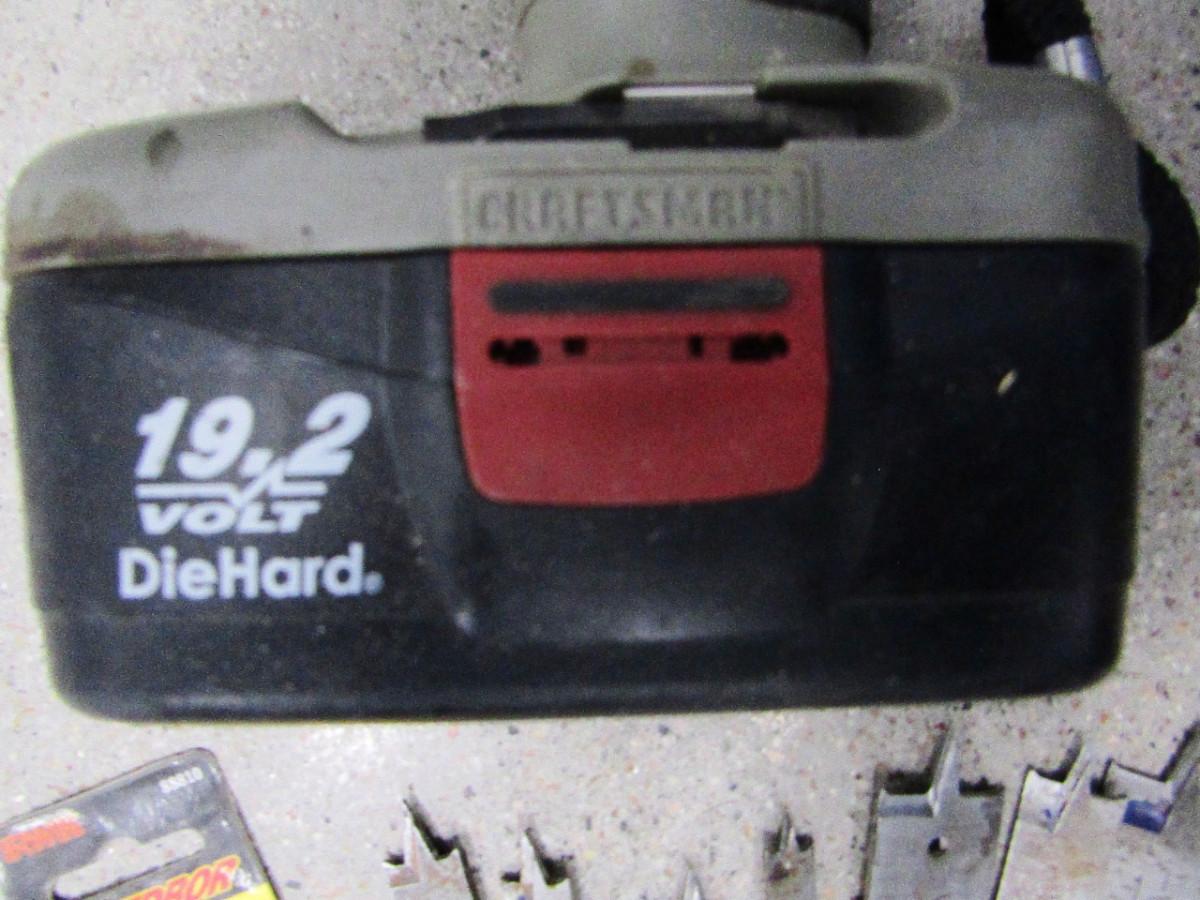 CRAFTSMAN
19.2
VOLT
DieHard.